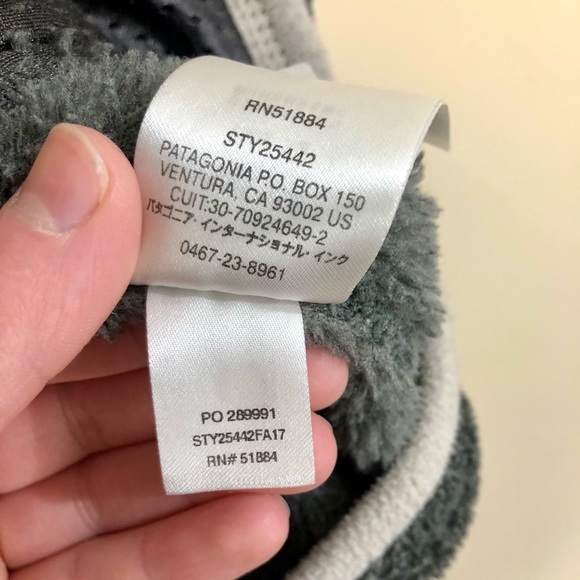 RN51884
STY25442
PATAGONIA P.O. BOX 150
VENTURA, CA 93002 US
CUIT:30-70924649-2
パタゴニア・インターナショナル・インク
0467-23-8961
PO 289991
STY25442FA17
RN# 51884